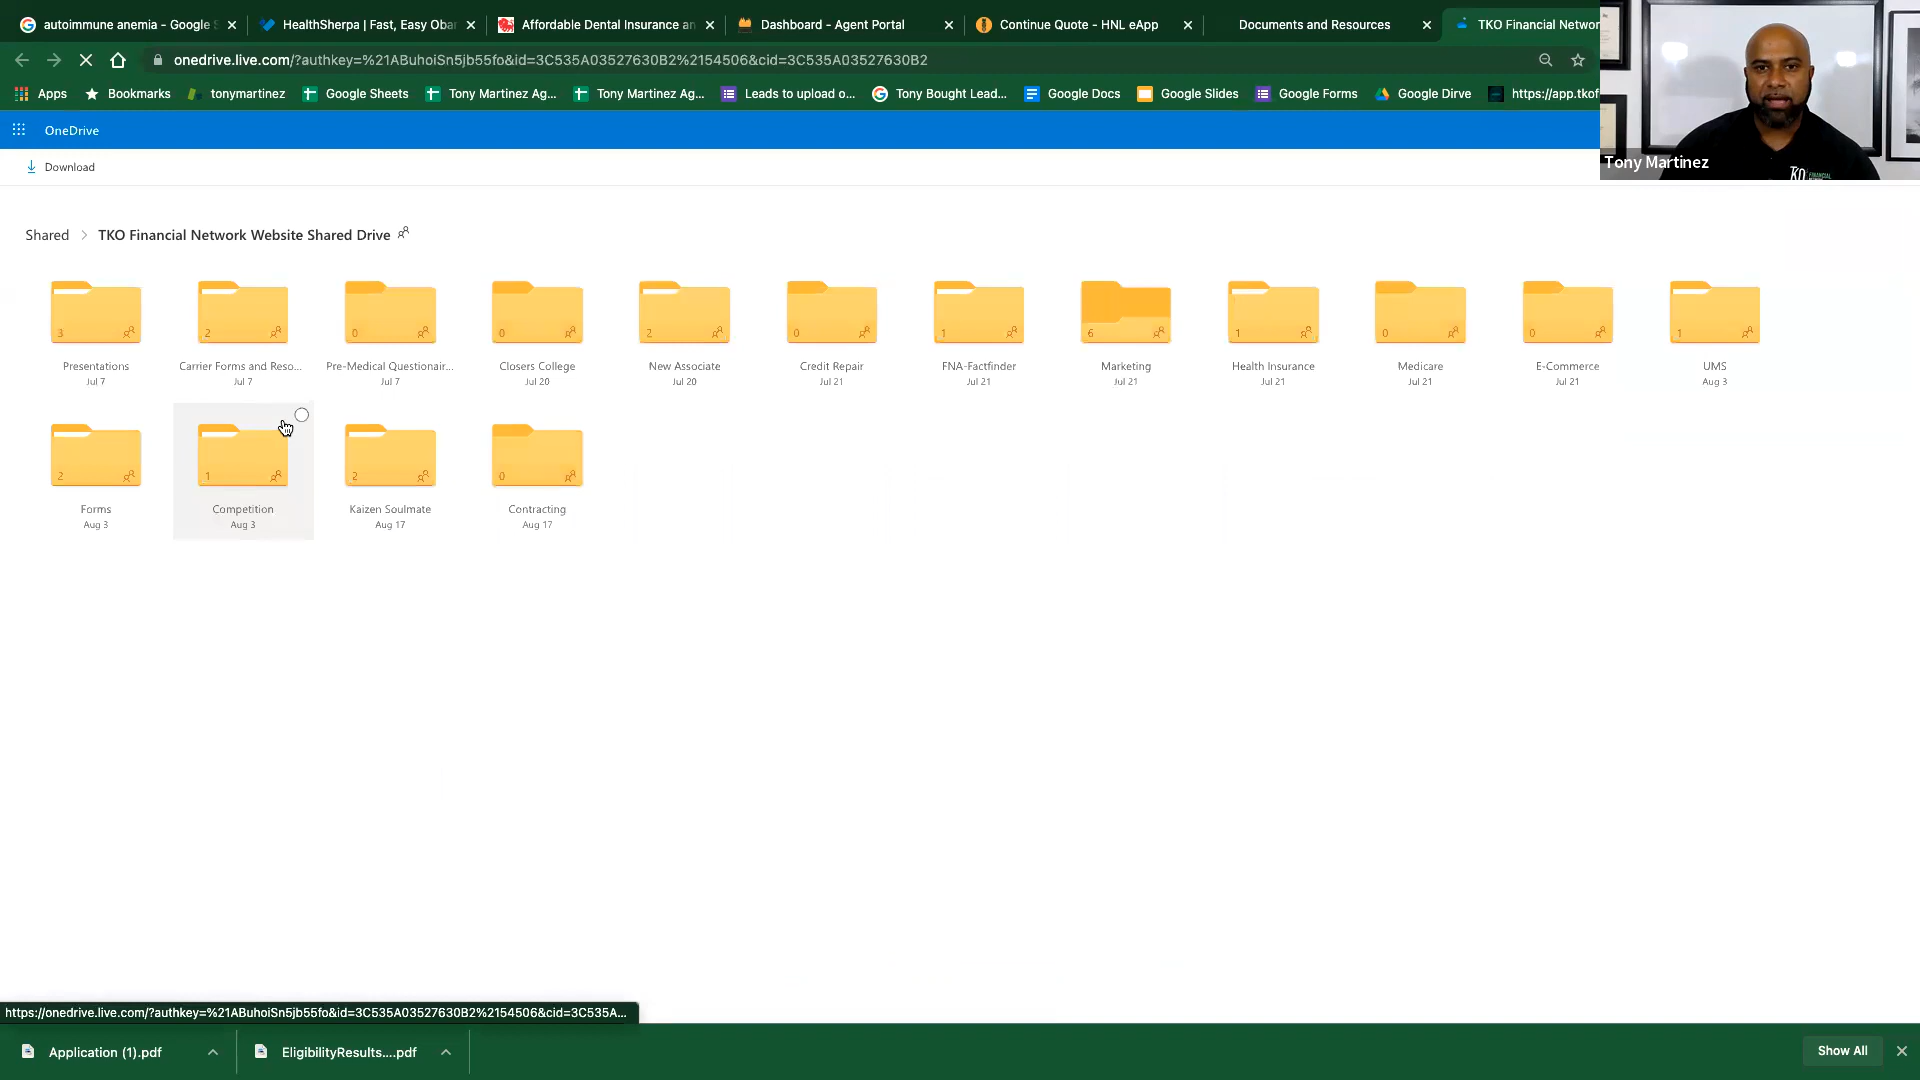 autoimmune anemia - Google S
HealthSherpa | Fast, Easy Oba
Affordable Dental Insurance an
Dashboard - Agent Portal
Continue Quote - HNL eApp
Documents and Resources
TKO Financial Networ
onedrive.live.com/?authkey=%21ABuhoiSn5jb55fo&id=3C535A03527630B2%2154506&cid=3C535A03527630B2
Apps
Bookmarks
tonymartinez
Google Sheets
Tony Martinez Ag...
Tony Martinez Ag...
Leads to upload o...
Tony Bought Lead...
Google Docs
Google Slides
Google Forms
Google Dirve
https://app.tkof
OneDrive
Download
Tony Martinez
TKO FINANCIAL
Shared
TKO Financial Network Website Shared Drive
3
2
0
0
2
0
1
6
1
0
0
1
Presentations
Carrier Forms and Reso...
Pre-Medical Questionair...
Closers College
New Associate
Credit Repair
FNA-Factfinder
Marketing
Health Insurance
Medicare
E-Commerce
UMS
Jul 7
Jul 7
Jul 7
Jul 20
Jul 20
Jul 21
Jul 21
Jul 21
Jul 21
Jul 21
Jul 21
Aug 3
2
1
2
0
Forms
Competition
Kaizen Soulmate
Contracting
Aug 3
Aug 3
Aug 17
Aug 17
https://onedrive.live.com/?authkey=%21ABuhoiSn5jb55fo&id=3C535A03527630B2%2154506&cid=3C535A...
Application (1).pdf
EligibilityResults....pdf
Show All